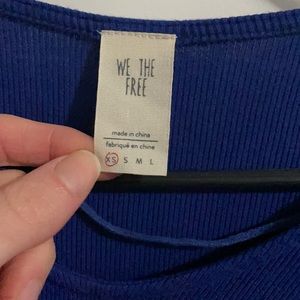 WE THE
FREE
made in china
fabriqué en chine
XS S M L